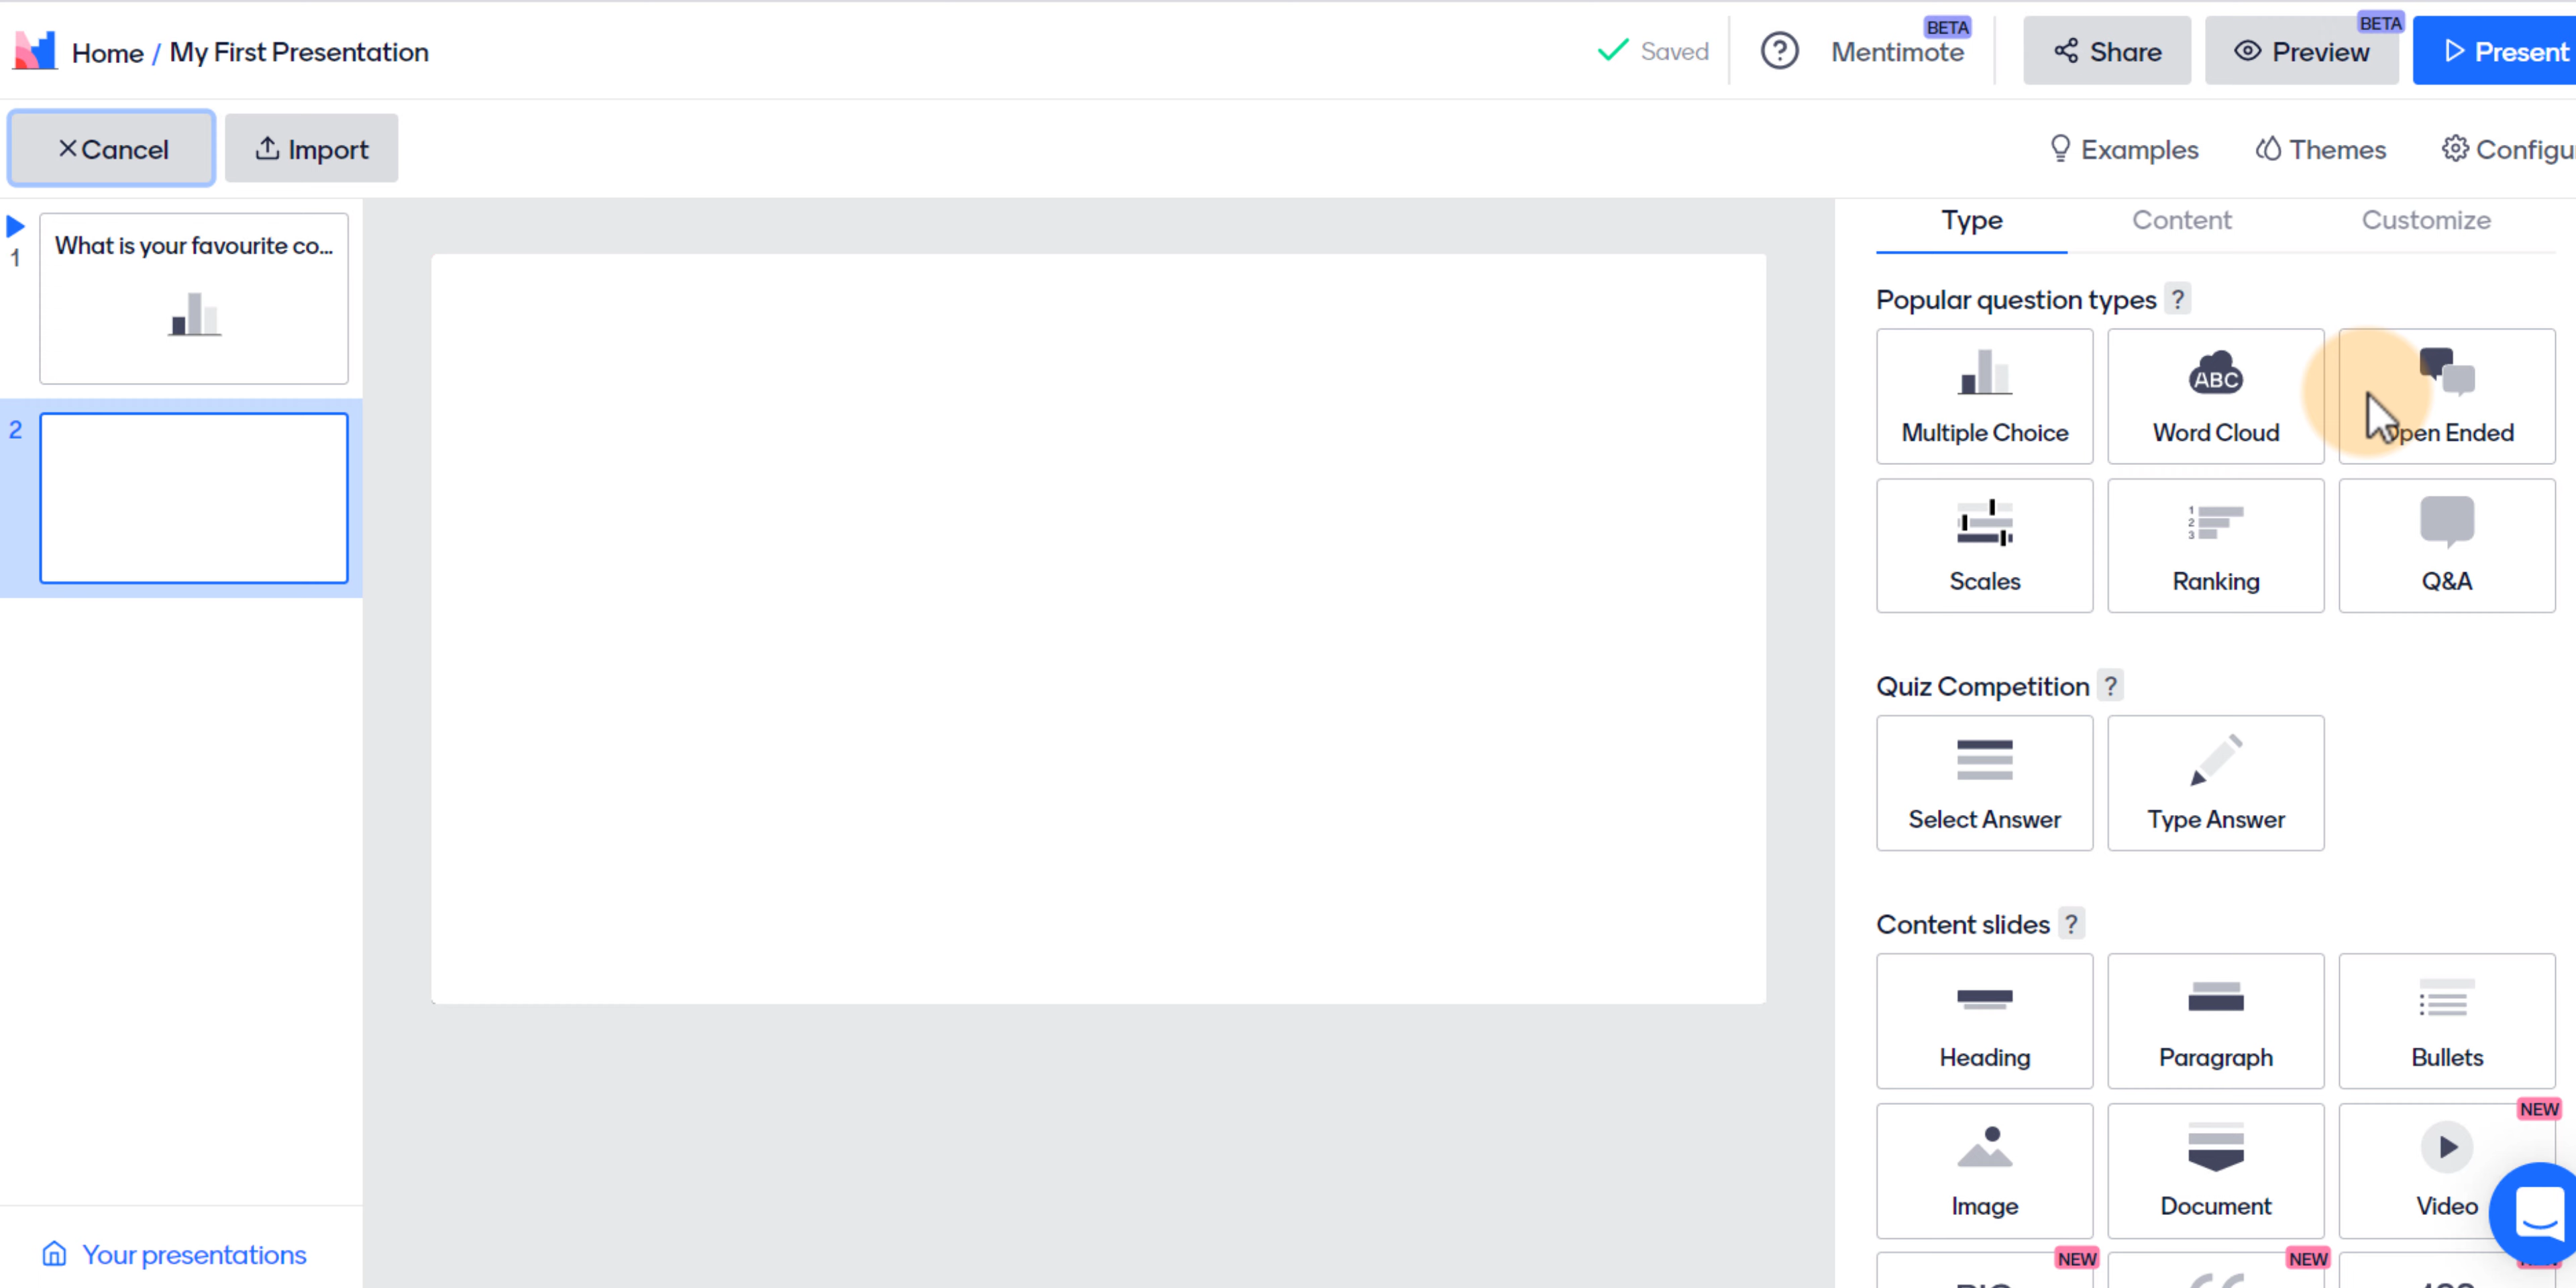 Home / My First Presentation
Saved
Mentimote
BETA
Share
Preview
BETA
Present
Cancel
Import
Examples
Themes
1
What is your favourite co...
2
Type
Content
Customize
Popular question types ?
Multiple Choice
ABC
Word Cloud
Open Ended
1
2
3
Scales
Ranking
Q&A
Quiz Competition ?
Select Answer
Type Answer
Content slides ?
Heading
Paragraph
Bullets
NEW
Image
Document
Video
NEW
NEW
Your presentations